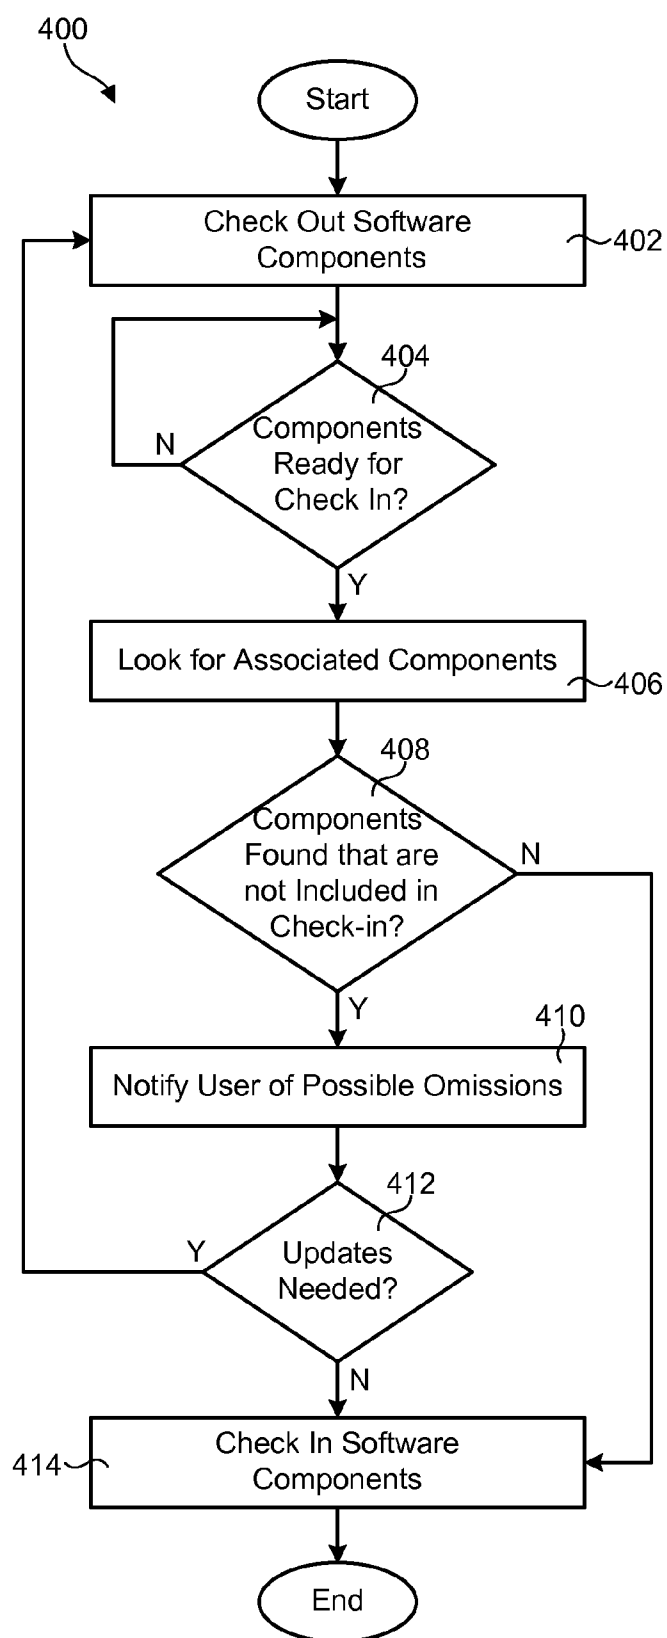 400
Start
Check Out Software
Components
402
404
Components
Ready for
Check In?
N
Y
Look for Associated Components
406
408
Components
Found that are
not Included in
Check-in?
N
Y
410
Notify User of Possible Omissions
412
Updates
Needed?
Y
N
Check In Software
Components
414
End